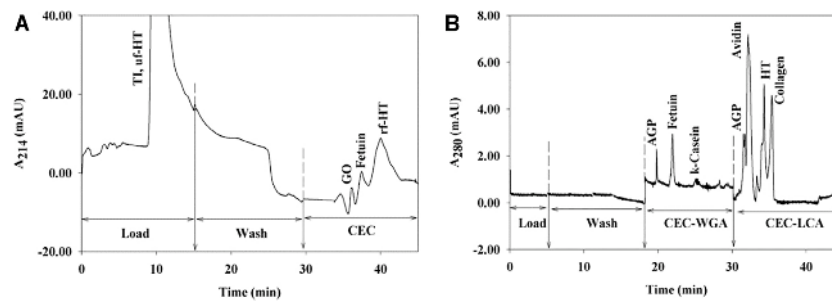 A
40.00
20.00
0.00
-20.00
A214 (mAU)
TI, uf-HT
GO
Fetuin
rf-HT
Load
Wash
CEC
0
10
20
30
40
Time (min)
B
8.00
6.00
4.00
2.00
0.00
-2.00
A280 (mAU)
AGP
Fetuin
k-Casein
AGP
Avidin
HT
Collagen
Load
Wash
CEC-WGA
CEC-LCA
0
10
20
30
40
Time (min)